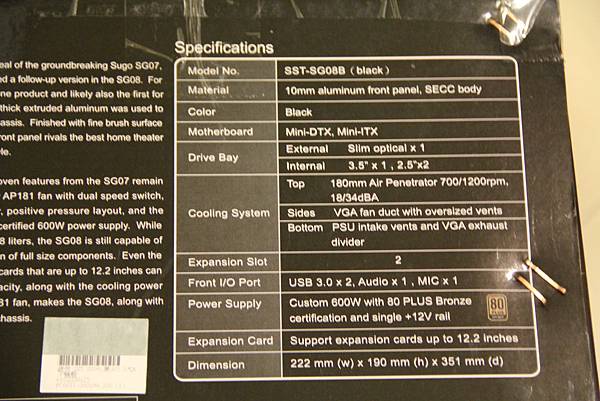 eal of the groundbreaking Sugo SG07,
ed a follow-up version in the SG08. For
ne product and likely also the first for
thick extruded aluminum was used to
assis. Finished with fine brush surface
ront panel rivals the best home theater
le.
oven features from the SG07 remain
AP181 fan with dual speed switch,
, positive pressure layout, and the
certified 600W power supply. While
8 liters, the SG08 is still capable of
n of full size components. Even the
cards that are up to 12.2 inches can
acity, along with the cooling power
31 fan, makes the SG08, along with
chassis.
Specifications
Model No. SST-SG08B (black)
Material 10mm aluminum front panel, SECC body
Color Black
Motherboard Mini-DTX, Mini-ITX
Drive Bay External Slim optical x 1
Internal 3.5" x 1 , 2.5"x2
Cooling System Top 180mm Air Penetrator 700/1200rpm,
18/34dBA
Sides VGA fan duct with oversized vents
Bottom PSU intake vents and VGA exhaust
divider
Expansion Slot 2
Front I/O Port USB 3.0 x 2, Audio x 1 , MIC x 1
Power Supply Custom 600W with 80 PLUS Bronze
certification and single +12V rail
80
PLUS
Expansion Card Support expansion cards up to 12.2 inches
Dimension 222 mm (w) x 190 mm (h) x 351 mm (d)